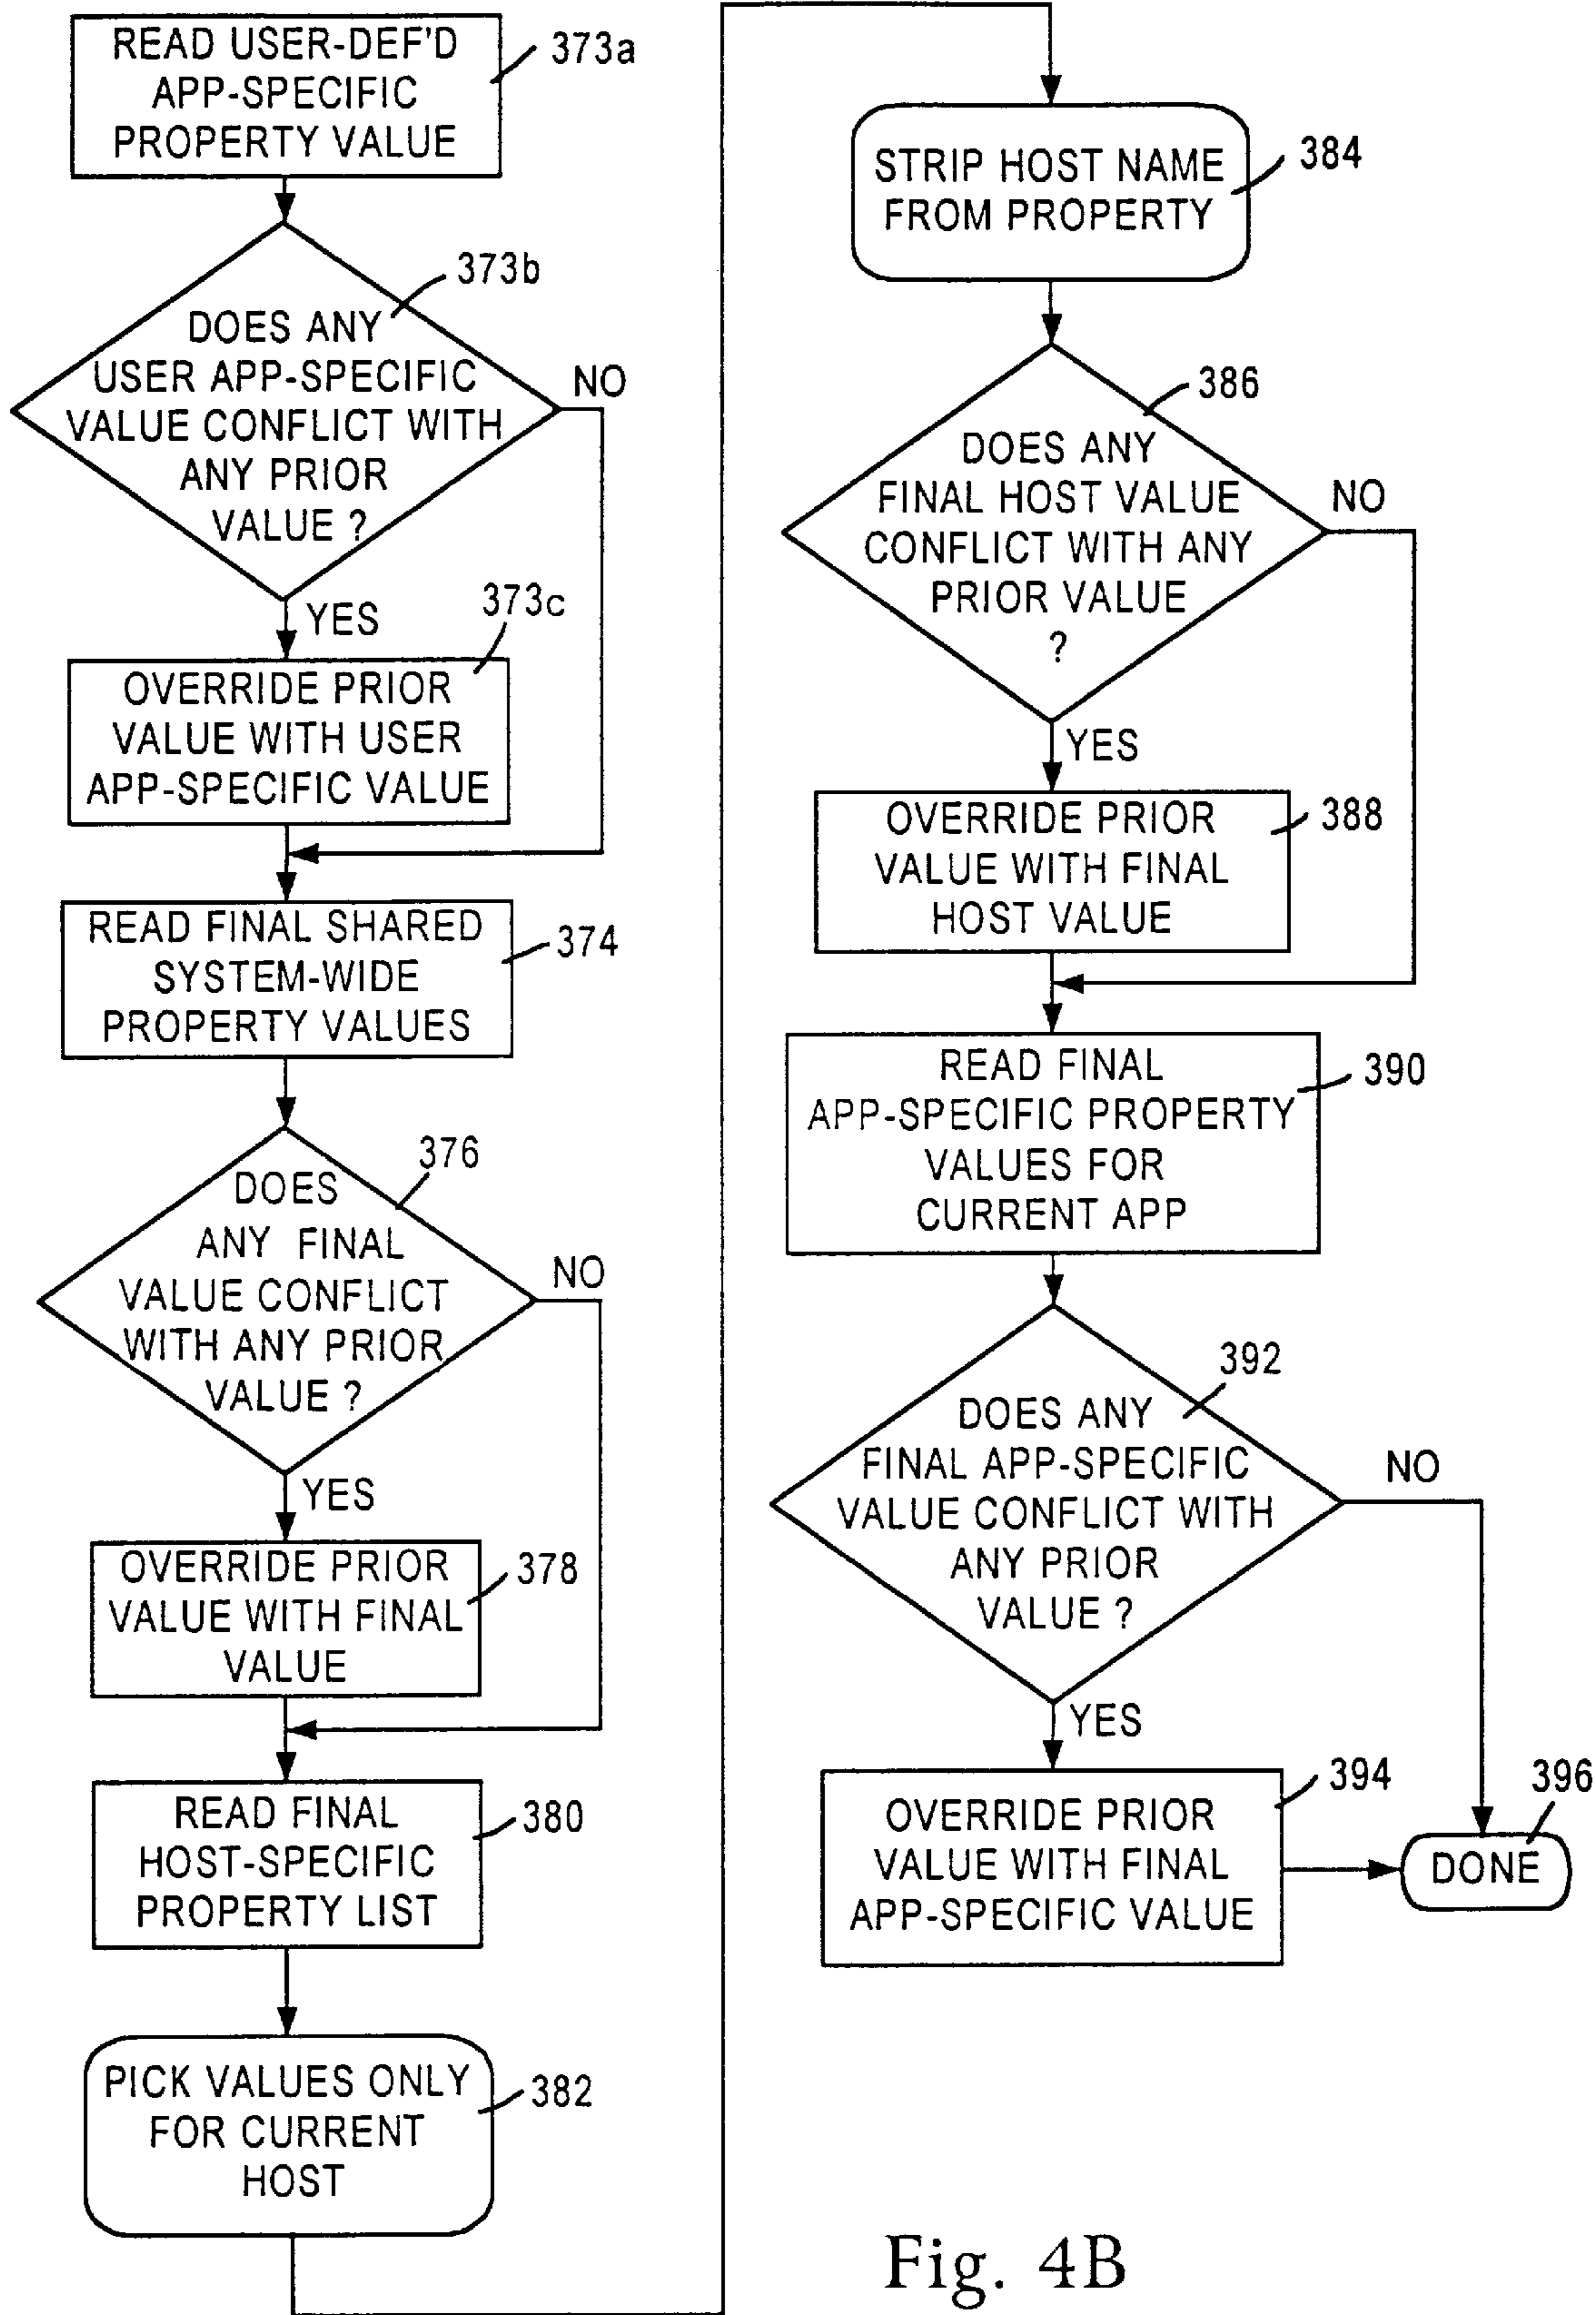 READ USER-DEF'D
APP-SPECIFIC
PROPERTY VALUE
373a
373b
DOES ANY
USER APP-SPECIFIC
VALUE CONFLICT WITH
ANY PRIOR
VALUE ?
NO
YES
373c
OVERRIDE PRIOR
VALUE WITH USER
APP-SPECIFIC VALUE
READ FINAL SHARED
SYSTEM-WIDE
PROPERTY VALUES
374
376
DOES
ANY FINAL
VALUE CONFLICT
WITH ANY PRIOR
VALUE ?
NO
YES
OVERRIDE PRIOR
VALUE WITH FINAL
VALUE
378
READ FINAL
HOST-SPECIFIC
PROPERTY LIST
380
PICK VALUES ONLY
FOR CURRENT
HOST
382
STRIP HOST NAME
FROM PROPERTY
384
386
DOES ANY
FINAL HOST VALUE
CONFLICT WITH ANY
PRIOR VALUE
?
NO
YES
OVERRIDE PRIOR
VALUE WITH FINAL
HOST VALUE
388
READ FINAL
APP-SPECIFIC PROPERTY
VALUES FOR
CURRENT APP
390
392
DOES ANY
FINAL APP-SPECIFIC
VALUE CONFLICT WITH
ANY PRIOR
VALUE ?
NO
YES
OVERRIDE PRIOR
VALUE WITH FINAL
APP-SPECIFIC VALUE
394
396
DONE
Fig. 4B